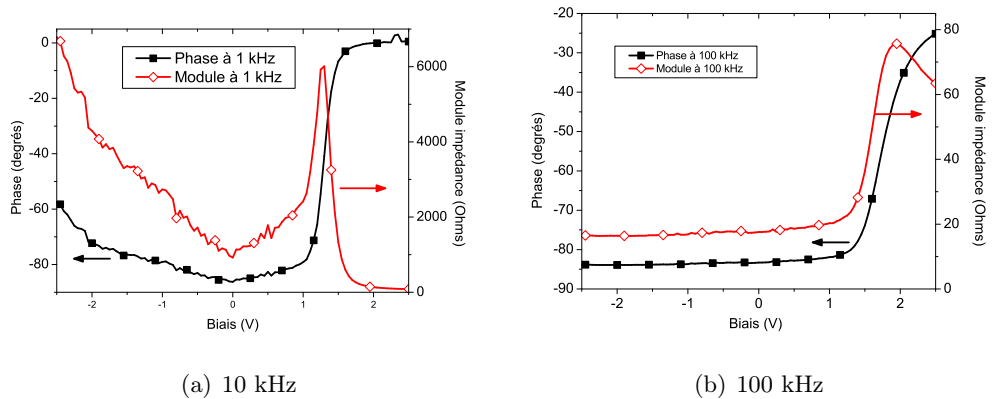 0
-20
-40
-60
-80
Phase (degrés)
-2
-1
0
1
2
Biais (V)
6000
4000
2000
0
Module impédance (Ohms)
Phase à 1 kHz
Module à 1 kHz
(a) 10 kHz
-20
-30
-40
-50
-60
-70
-80
-90
Phase (degrés)
-2
-1
0
1
2
Biais (V)
80
60
40
20
0
Module impédance (Ohms)
Phase à 100 kHz
Module à 100 kHz
(b) 100 kHz